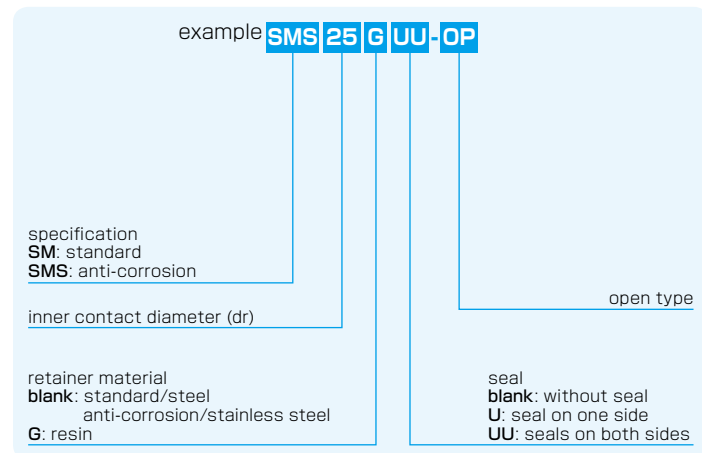 example SMS 25 G UU-OP
specification
SM: standard
SMS: anti-corrosion
inner contact diameter (dr)
open type
retainer material
blank: standard/steel
anti-corrosion/stainless steel
G: resin
seal
blank: without seal
U: seal on one side
UU: seals on both sides